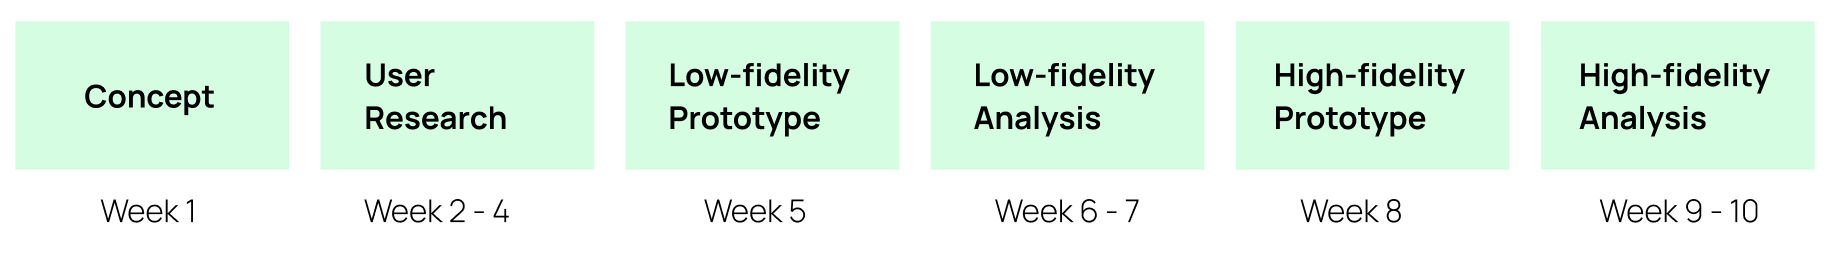 Concept
User
Research
Low-fidelity
Prototype
Low-fidelity
Analysis
High-fidelity
Prototype
High-fidelity
Analysis
Week 1
Week 2 - 4
Week 5
Week 6 - 7
Week 8
Week 9 - 10